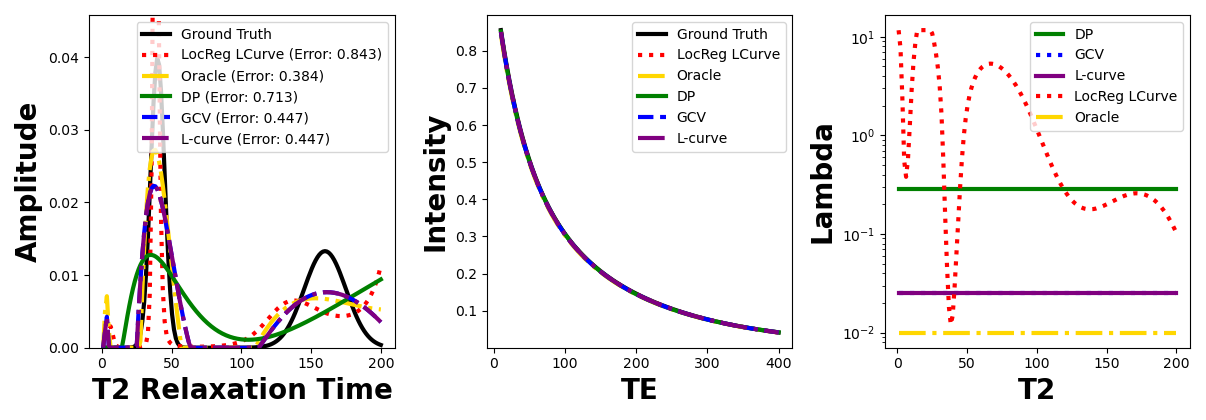 Amplitude
0.04
0.03
0.02
0.01
0.00
0
50
100
150
200
T2 Relaxation Time
Ground Truth
LocReg LCurve (Error: 0.843)
Oracle (Error: 0.384)
DP (Error: 0.713)
GCV (Error: 0.447)
L-curve (Error: 0.447)
Intensity
0.8
0.7
0.6
0.5
0.4
0.3
0.2
0.1
0
100
200
300
400
TE
Ground Truth
LocReg LCurve
Oracle
DP
GCV
L-curve
Lambda
10¹
10⁰
10⁻¹
10⁻²
0
50
100
150
200
T2
DP
GCV
L-curve
LocReg LCurve
Oracle